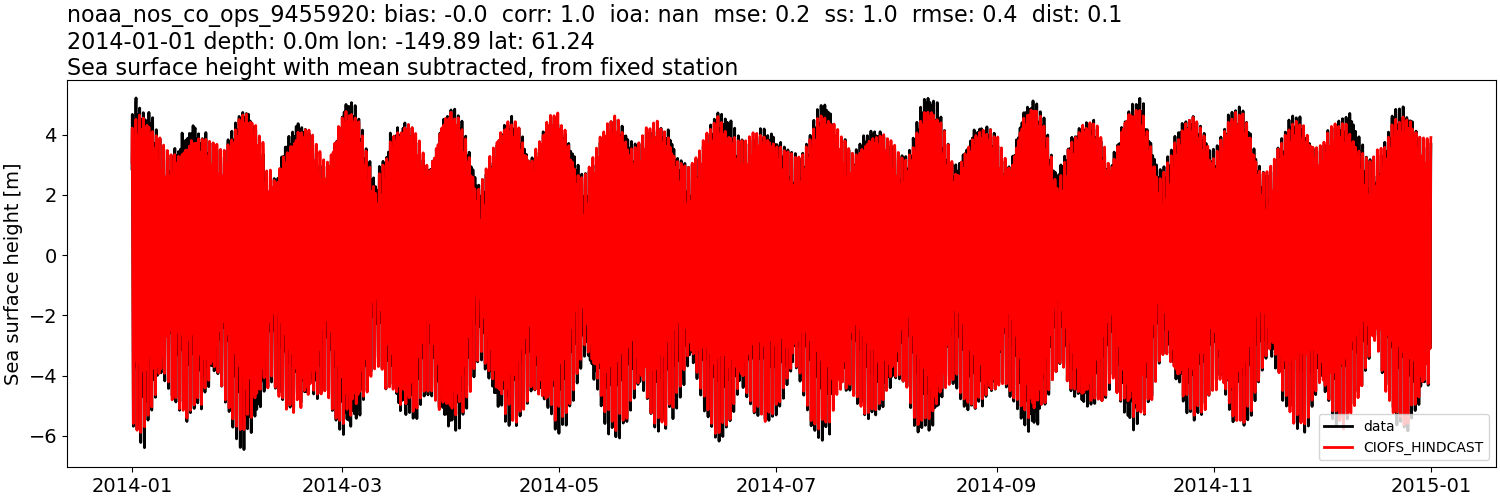 noaa_nos_co_ops_9455920: bias: -0.0  corr: 1.0  ioa: nan  mse: 0.2  ss: 1.0  rmse: 0.4  dist: 0.1
2014-01-01 depth: 0.0m lon: -149.89 lat: 61.24
Sea surface height with mean subtracted, from fixed station
Sea surface height [m]
4
2
0
−2
−4
−6
data
CIOFS_HINDCAST
2014-01
2014-03
2014-05
2014-07
2014-09
2014-11
2015-01